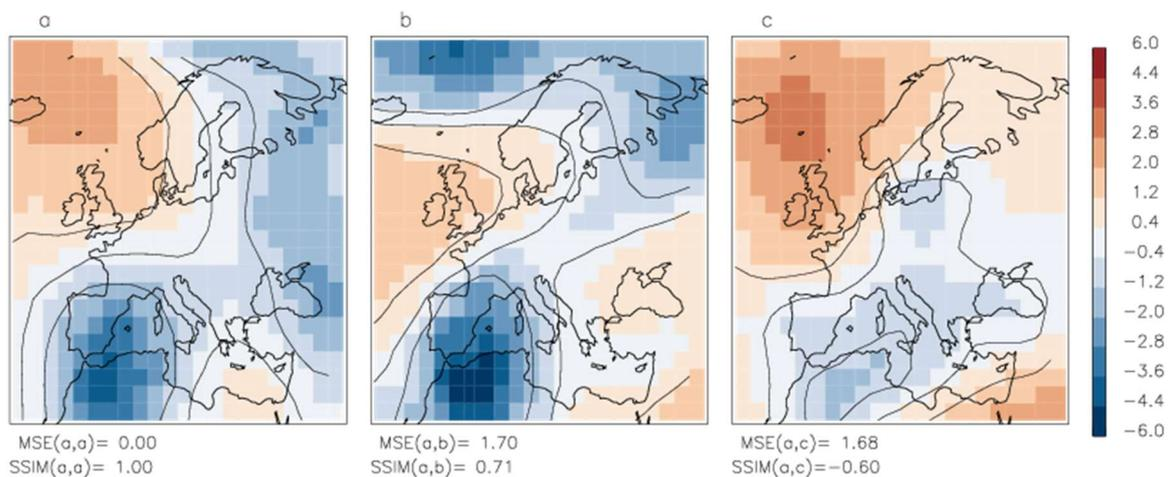 a
b
c
6.0
4.4
3.6
2.8
2.0
1.2
0.4
-0.4
-1.2
-2.0
-2.8
-3.6
-4.4
-6.0
MSE(a,a)= 0.00
SSIM(a,a)= 1.00
MSE(a,b)= 1.70
SSIM(a,b)= 0.71
MSE(a,c)= 1.68
SSIM(a,c)=-0.60